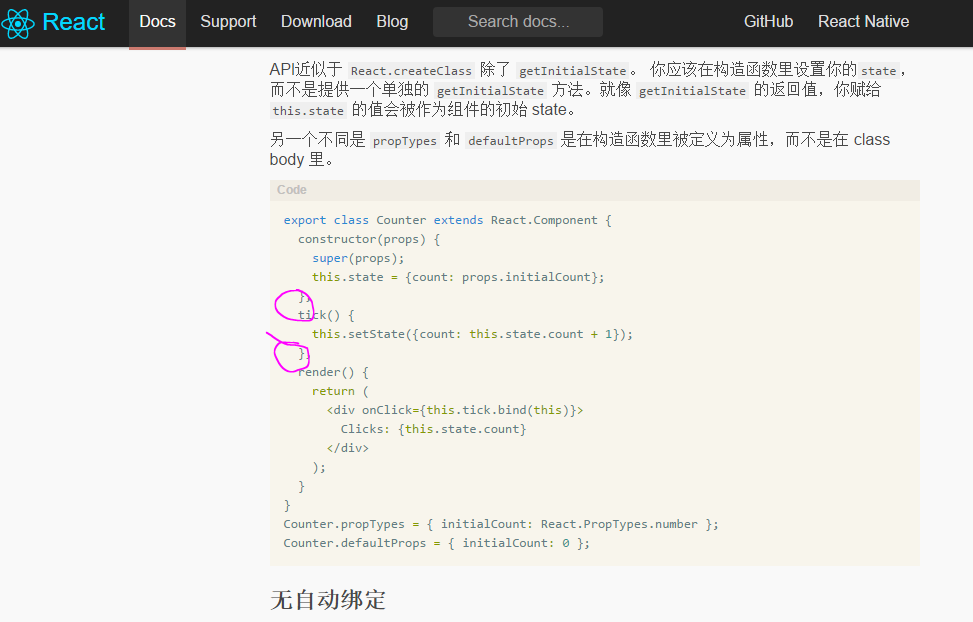 React Docs Support Download Blog Search docs... GitHub React Native
API近似于 React.createClass 除了 getInitialState。 你应该在构造函数里设置你的 state，
而不是提供一个单独的 getInitialState 方法。就像 getInitialState 的返回值，你赋给
this.state 的值会被作为组件的初始 state。
另一个不同是 propTypes 和 defaultProps 是在构造函数里被定义为属性，而不是在 class
body 里。
Code
export class Counter extends React.Component {
constructor(props) {
super(props);
this.state = {count: props.initialCount};
},
tick() {
this.setState({count: this.state.count + 1});
},
render() {
return (
<div onClick={this.tick.bind(this)}>
Clicks: {this.state.count}
</div>
);
}
}
Counter.propTypes = { initialCount: React.PropTypes.number };
Counter.defaultProps = { initialCount: 0 };
无自动绑定